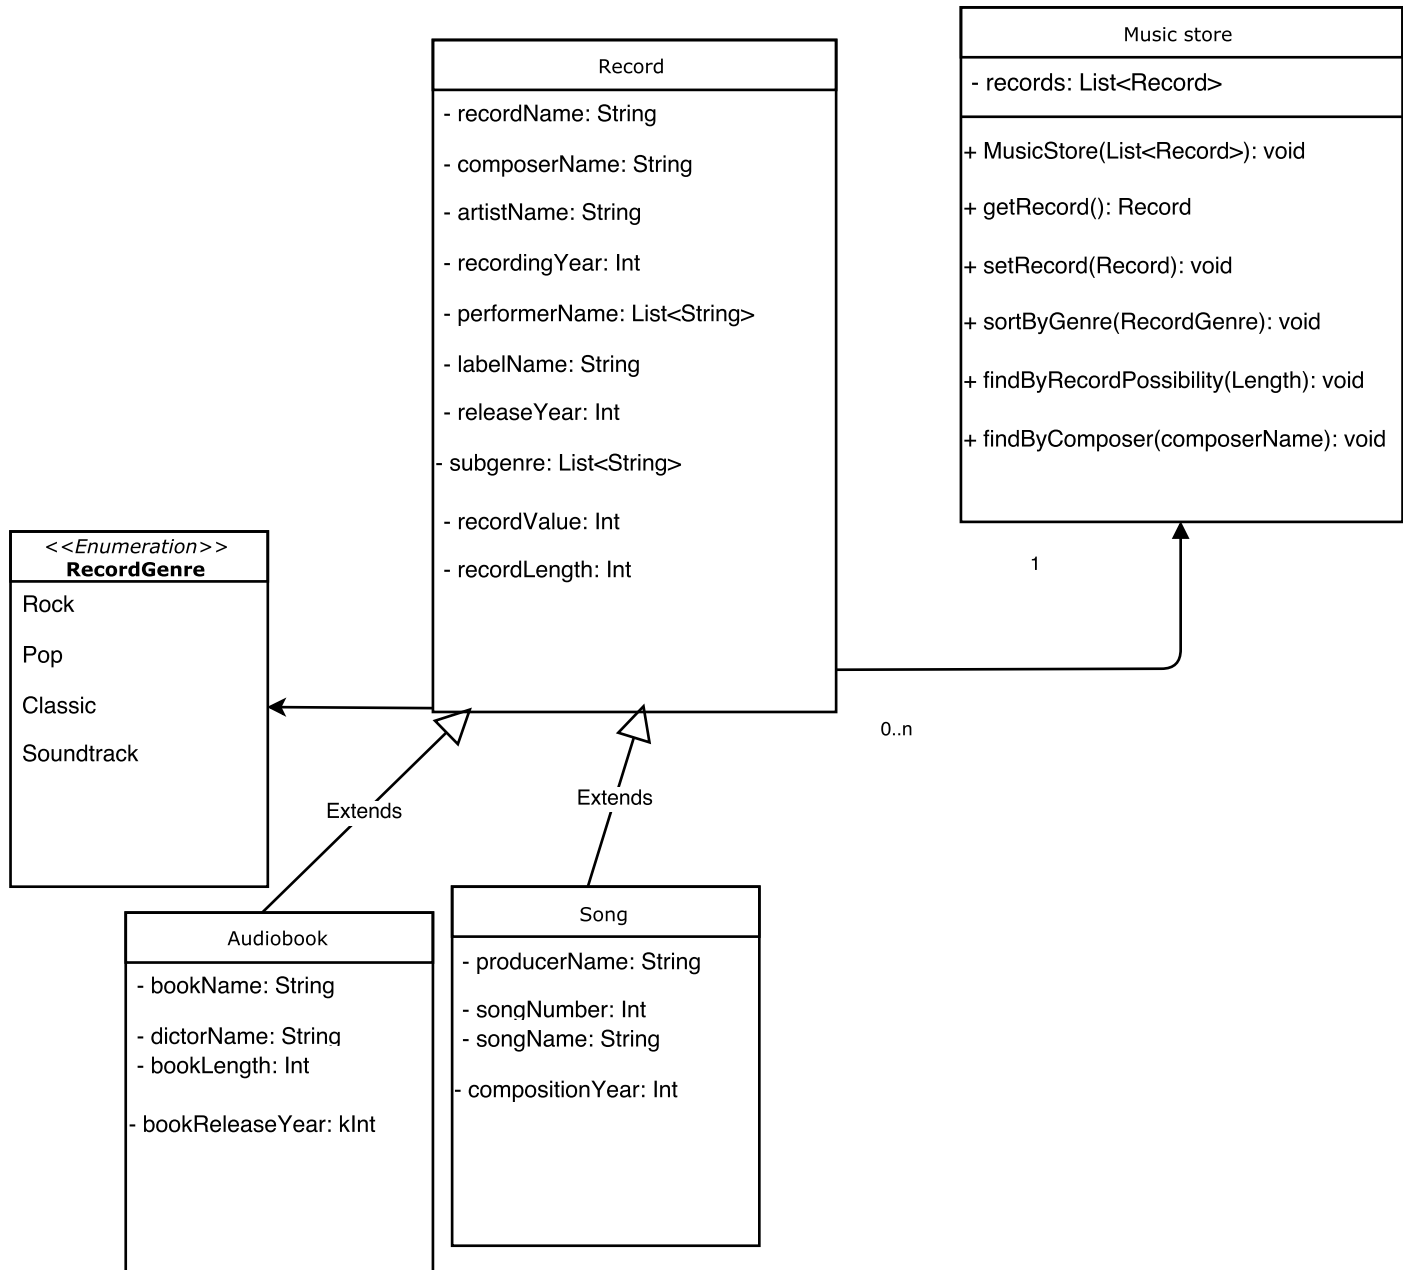 Record
- recordName: String
- composerName: String
- artistName: String
- recordingYear: Int
- performerName: List<String>
- labelName: String
- releaseYear: Int
- subgenre: List<String>
- recordValue: Int
- recordLength: Int
Music store
- records: List<Record>
+ MusicStore(List<Record>): void
+ getRecord(): Record
+ setRecord(Record): void
+ sortByGenre(RecordGenre): void
+ findByRecordPossibility(Length): void
+ findByComposer(composerName): void
1
0..n
<<Enumeration>>
RecordGenre
Rock
Pop
Classic
Soundtrack
Extends
Extends
Audiobook
- bookName: String
- dictorName: String
- bookLength: Int
- bookReleaseYear: kInt
Song
- producerName: String
- songNumber: Int
- songName: String
- compositionYear: Int